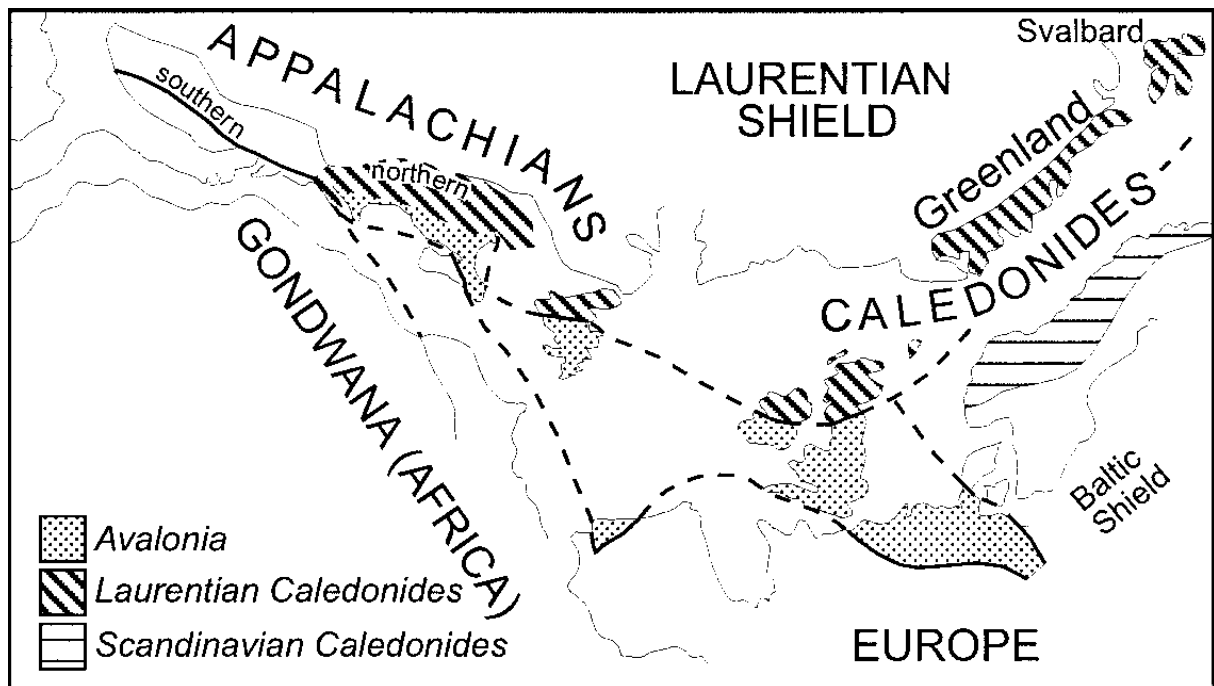 Svalbard
APPALACHIANS
southern
northern
LAURENTIAN
SHIELD
Greenland
CALEDONIDES
GONDWANA (AFRICA)
Baltic
Shield
EUROPE
Avalonia
Laurentian Caledonides
Scandinavian Caledonides